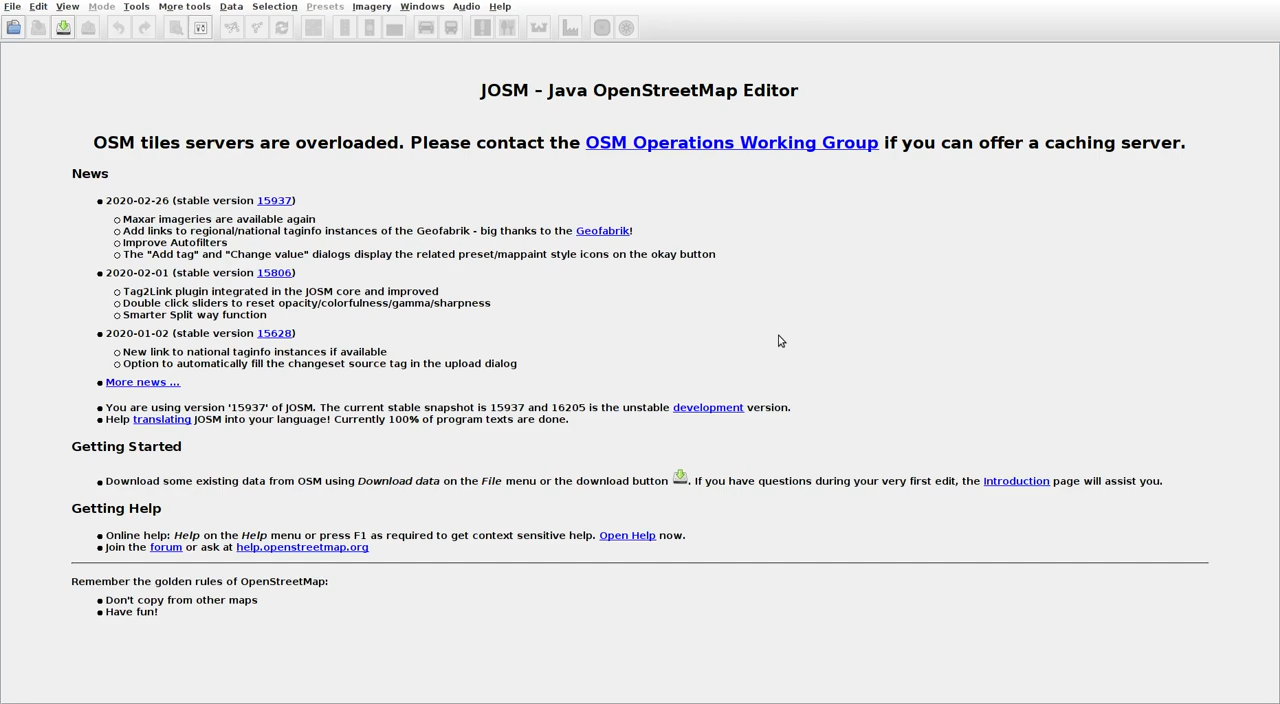 File Edit View Mode Tools More tools Data Selection Presets Imagery Windows Audio Help
JOSM – Java OpenStreetMap Editor
OSM tiles servers are overloaded. Please contact the OSM Operations Working Group if you can offer a caching server.
News
2020-02-26 (stable version 15937)
Maxar imageries are available again
Add links to regional/national taginfo instances of the Geofabrik - big thanks to the Geofabrik!
Improve Autofilters
The "Add tag" and "Change value" dialogs display the related preset/mappaint style icons on the okay button
2020-02-01 (stable version 15806)
Tag2Link plugin integrated in the JOSM core and improved
Double click sliders to reset opacity/colorfulness/gamma/sharpness
Smarter Split way function
2020-01-02 (stable version 15628)
New link to national taginfo instances if available
Option to automatically fill the changeset source tag in the upload dialog
More news ...
You are using version '15937' of JOSM. The current stable snapshot is 15937 and 16205 is the unstable development version.
Help translating JOSM into your language! Currently 100% of program texts are done.
Getting Started
Download some existing data from OSM using Download data on the File menu or the download button . If you have questions during your very first edit, the Introduction page will assist you.
Getting Help
Online help: Help on the Help menu or press F1 as required to get context sensitive help. Open Help now.
Join the forum or ask at help.openstreetmap.org
Remember the golden rules of OpenStreetMap:
Don't copy from other maps
Have fun!